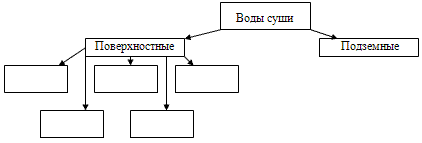 Воды суши
Поверхностные
Подземные